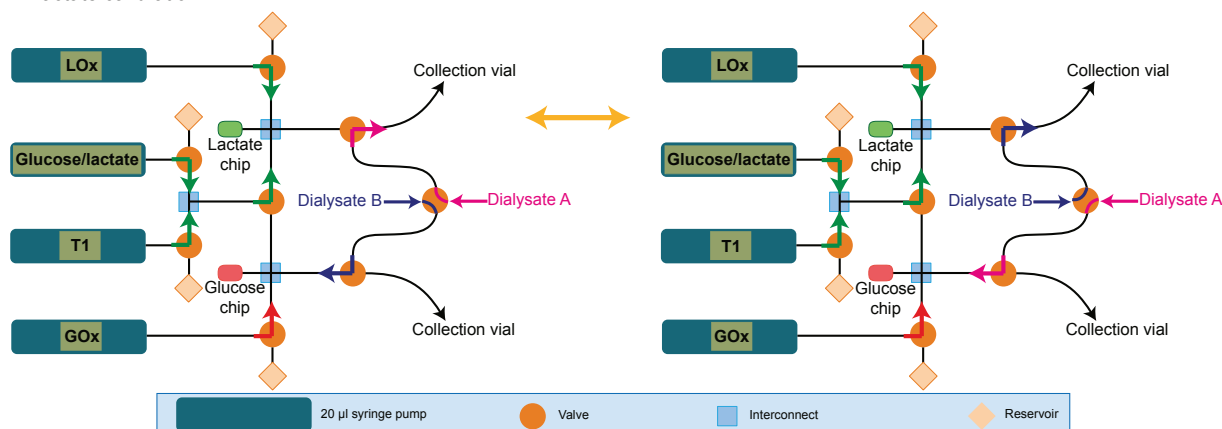 LOx
Collection vial
Glucose/lactate
Lactate
chip
Dialysate B
Dialysate A
T1
Glucose
chip
GOx
Collection vial
LOx
Collection vial
Glucose/lactate
Lactate
chip
Dialysate B
Dialysate A
T1
Glucose
chip
GOx
Collection vial
20 µl syringe pump
Valve
Interconnect
Reservoir